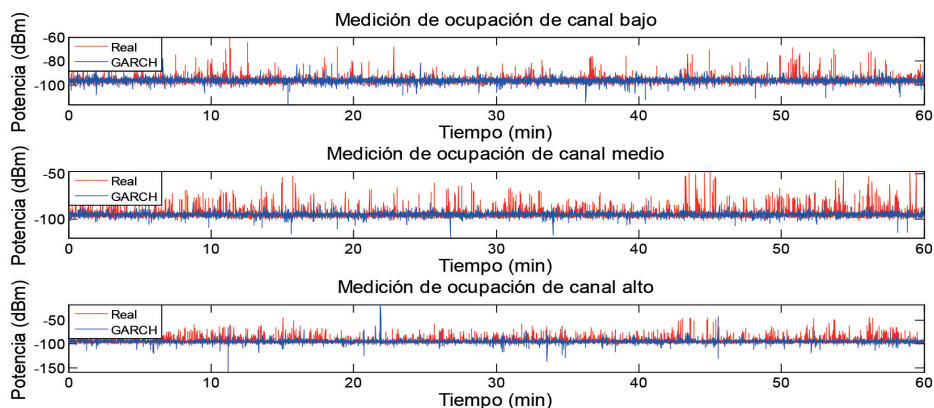 Medición de ocupación de canal bajo
Potencia (dBm)
-60
-80
-100
Real
GARCH
0 10 20 30 40 50 60
Tiempo (min)
Medición de ocupación de canal medio
Potencia (dBm)
-50
-100
Real
GARCH
0 10 20 30 40 50 60
Tiempo (min)
Medición de ocupación de canal alto
Potencia (dBm)
-50
-100
-150
Real
GARCH
0 10 20 30 40 50 60
Tiempo (min)